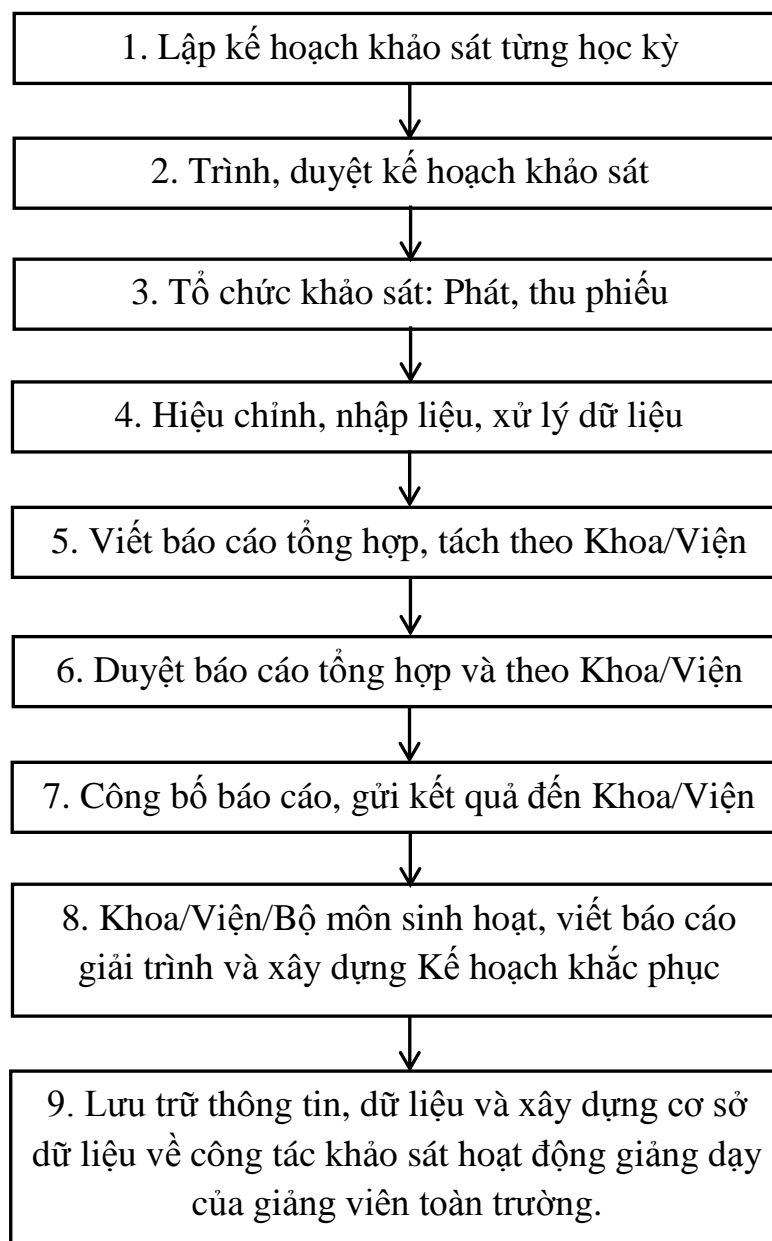 1. Lập kế hoạch khảo sát từng học kỳ
2. Trình, duyệt kế hoạch khảo sát
3. Tổ chức khảo sát: Phát, thu phiếu
4. Hiệu chỉnh, nhập liệu, xử lý dữ liệu
5. Viết báo cáo tổng hợp, tách theo Khoa/Viện
6. Duyệt báo cáo tổng hợp và theo Khoa/Viện
7. Công bố báo cáo, gửi kết quả đến Khoa/Viện
8. Khoa/Viện/Bộ môn sinh hoạt, viết báo cáo
giải trình và xây dựng Kế hoạch khắc phục
9. Lưu trữ thông tin, dữ liệu và xây dựng cơ sở
dữ liệu về công tác khảo sát hoạt động giảng dạy
của giảng viên toàn trường.